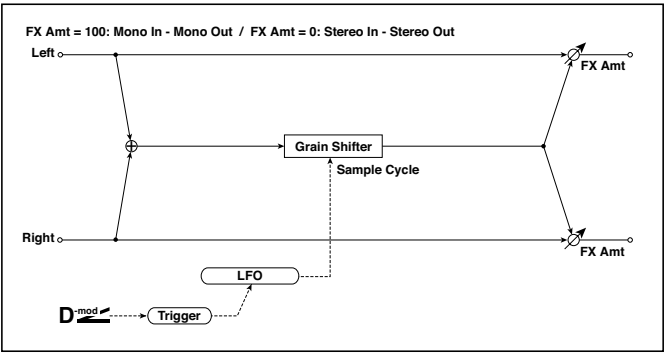 FX Amt = 100: Mono In - Mono Out / FX Amt = 0: Stereo In - Stereo Out
Left
FX Amt
Grain Shifter
Sample Cycle
Right
FX Amt
LFO
D-mod
Trigger